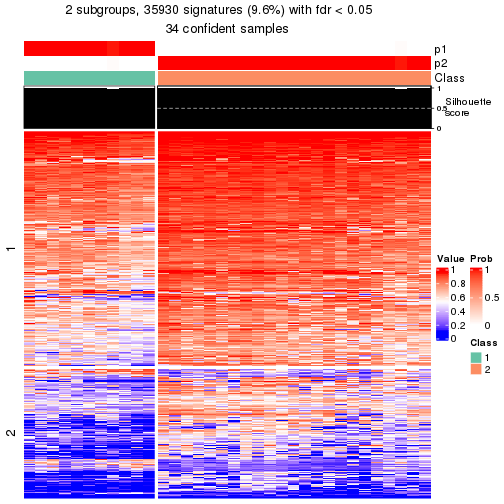 2 subgroups, 35930 signatures (9.6%) with fdr < 0.05
34 confident samples
p1
p2
Class
1
0.5
0
Silhouette
score
1
2
Value
1
0.8
0.6
0.4
0.2
0
Prob
1
0.5
0
Class
1
2